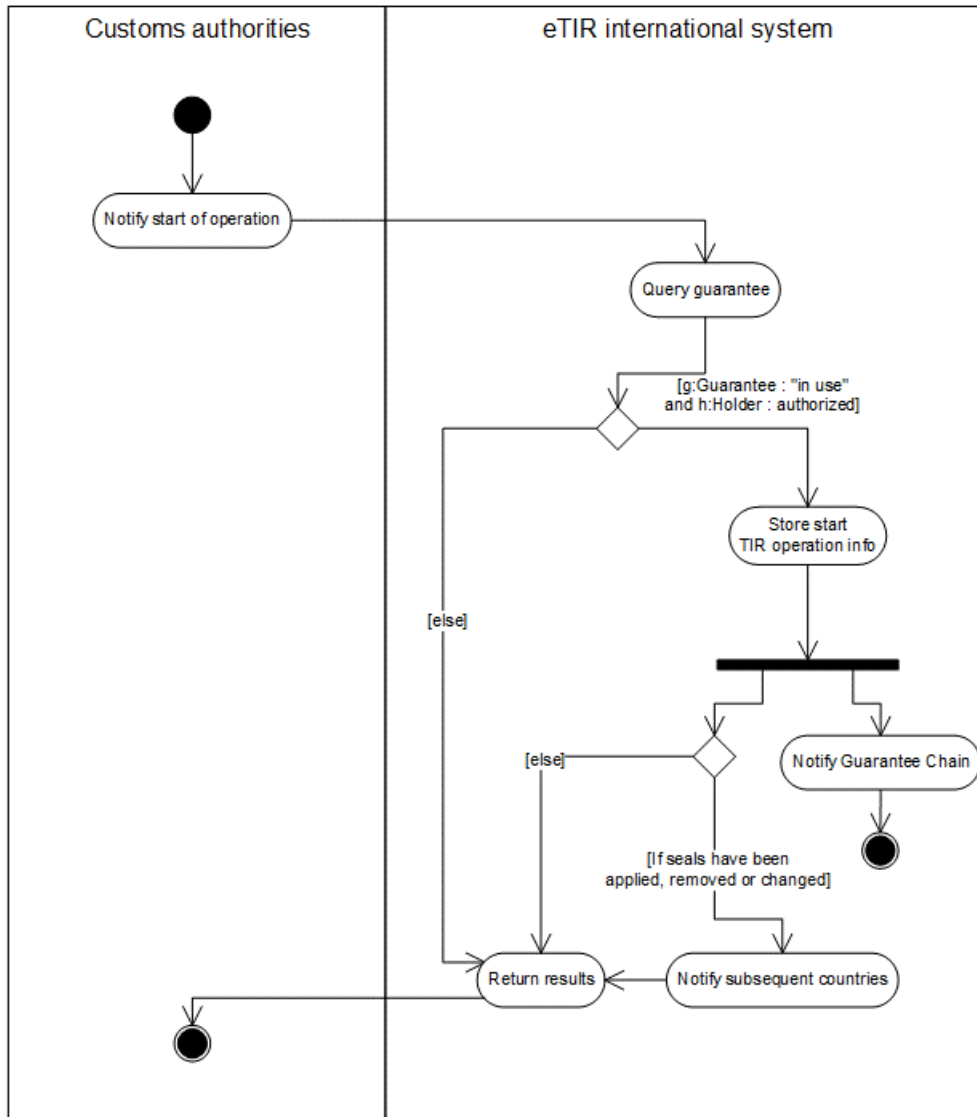 Customs authorities
eTIR international system
Notify start of operation
Query guarantee
[g:Guarantee : "in use"
and h:Holder : authorized]
Store start
TIR operation info
[else]
[else]
Notify Guarantee Chain
[If seals have been
applied, removed or changed]
Return results
Notify subsequent countries